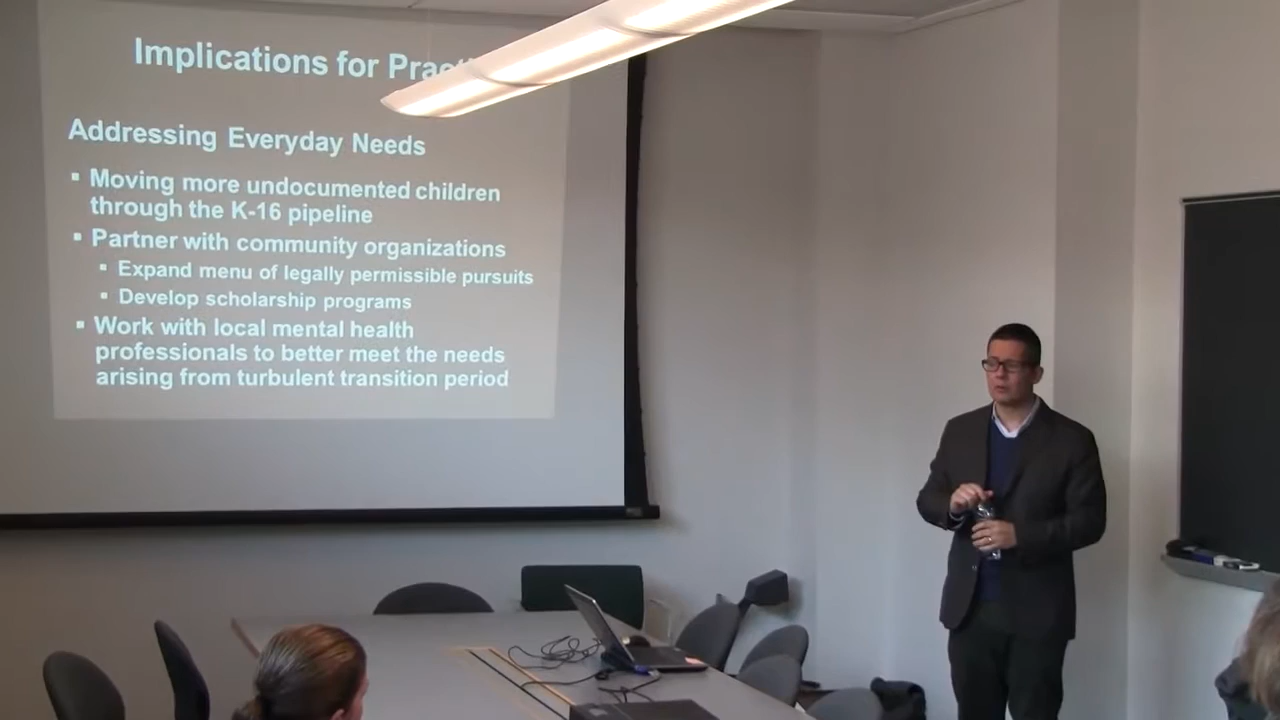 Implications for
Addressing Everyday Needs
▪ Moving more undocumented children
through the K-16 pipeline
▪ Partner with community organizations
▪ Expand menu of legally permissible pursuits
▪ Develop scholarship programs
▪ Work with local mental health
professionals to better meet the needs
arising from turbulent transition period